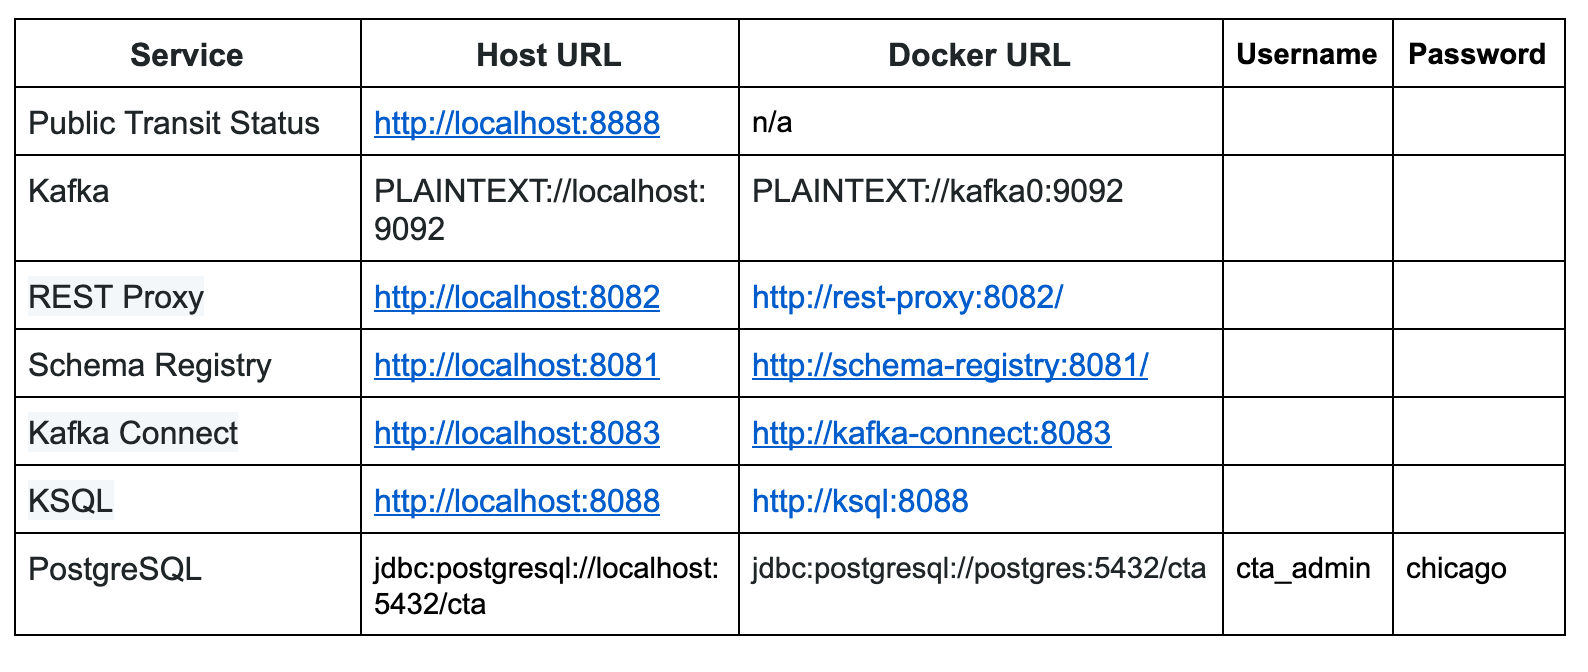 Service Host URL Docker URL Username Password
Public Transit Status http://localhost:8888 n/a
Kafka PLAINTEXT://localhost: PLAINTEXT://kafka0:9092
9092
REST Proxy http://localhost:8082 http://rest-proxy:8082/
Schema Registry http://localhost:8081 http://schema-registry:8081/
Kafka Connect http://localhost:8083 http://kafka-connect:8083
KSQL http://localhost:8088 http://ksql:8088
PostgreSQL jdbc:postgresql://localhost: jdbc:postgresql://postgres:5432/cta cta_admin chicago
5432/cta